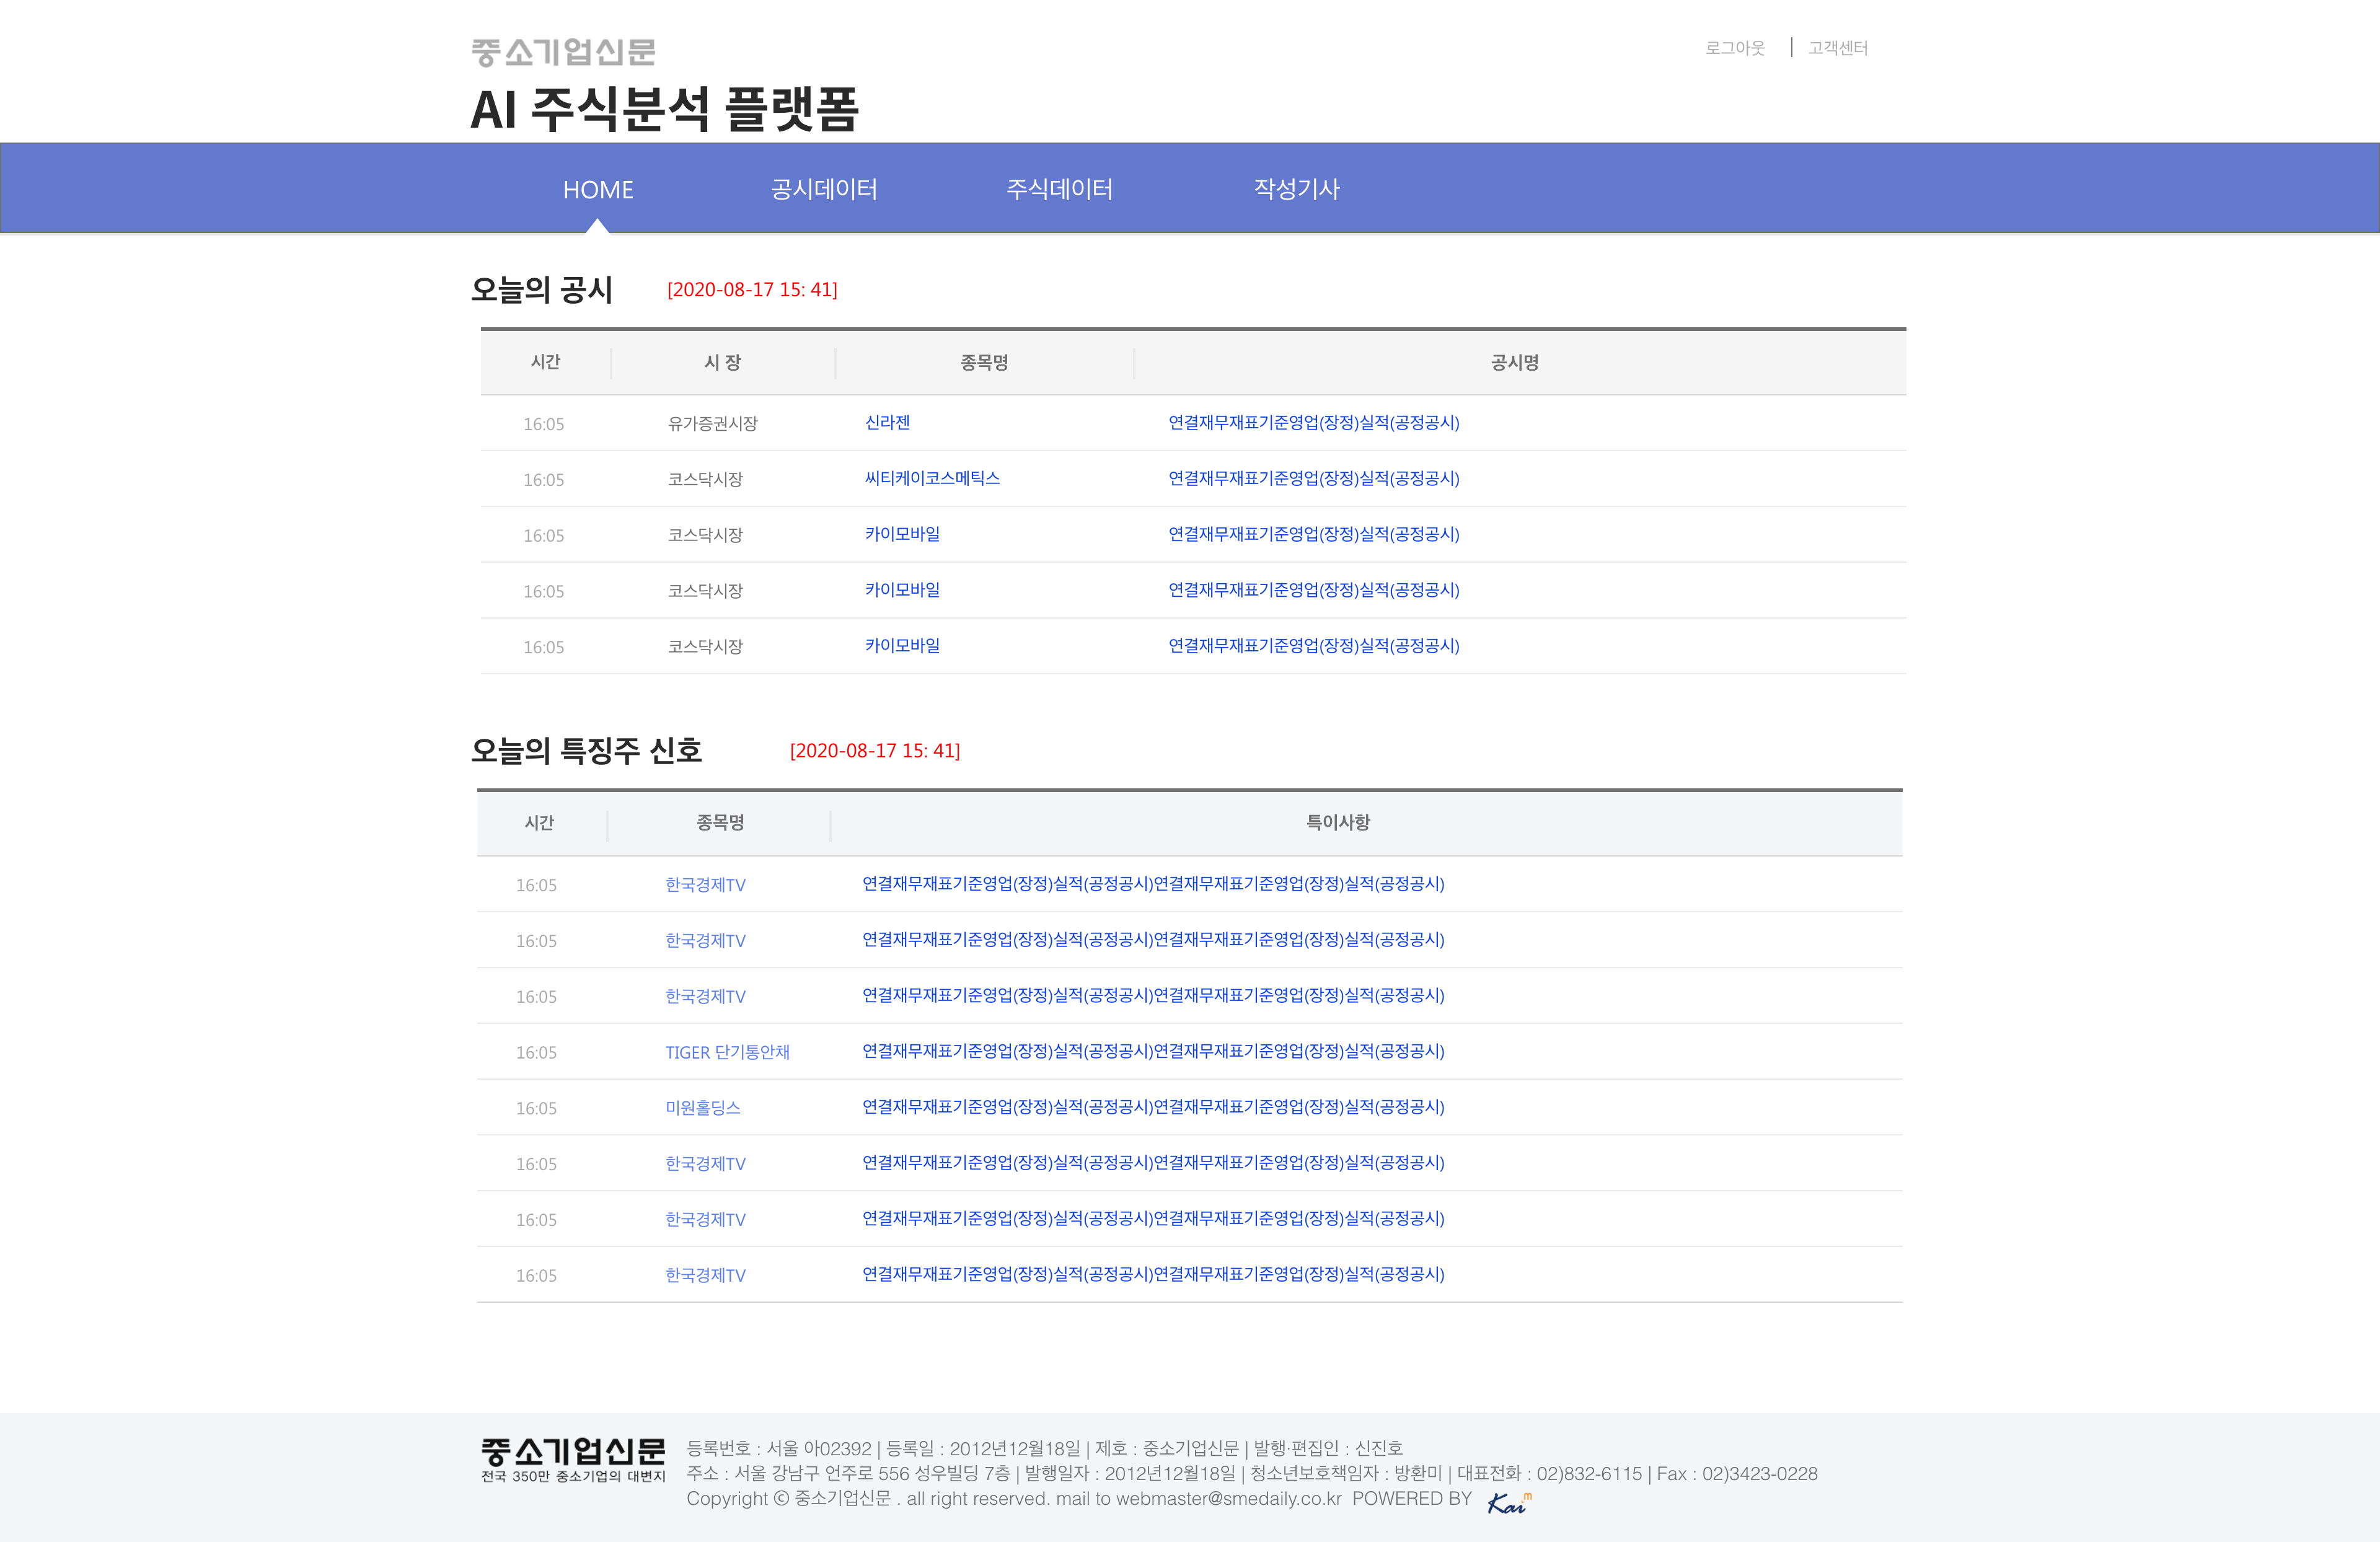 중소기업신문
로그아웃 | 고객센터
AI 주식분석 플랫폼
HOME 공시데이터 주식데이터 작성기사
오늘의 공시 [2020-08-17 15: 41]
시간 시 장 종목명 공시명
16:05 유가증권시장 신라젠 연결재무재표기준영업(장정)실적(공정공시)
16:05 코스닥시장 씨티케이코스메틱스 연결재무재표기준영업(장정)실적(공정공시)
16:05 코스닥시장 카이모바일 연결재무재표기준영업(장정)실적(공정공시)
16:05 코스닥시장 카이모바일 연결재무재표기준영업(장정)실적(공정공시)
16:05 코스닥시장 카이모바일 연결재무재표기준영업(장정)실적(공정공시)
오늘의 특징주 신호 [2020-08-17 15: 41]
시간 종목명 특이사항
16:05 한국경제TV 연결재무재표기준영업(장정)실적(공정공시)연결재무재표기준영업(장정)실적(공정공시)
16:05 한국경제TV 연결재무재표기준영업(장정)실적(공정공시)연결재무재표기준영업(장정)실적(공정공시)
16:05 한국경제TV 연결재무재표기준영업(장정)실적(공정공시)연결재무재표기준영업(장정)실적(공정공시)
16:05 TIGER 단기통안채 연결재무재표기준영업(장정)실적(공정공시)연결재무재표기준영업(장정)실적(공정공시)
16:05 미원홀딩스 연결재무재표기준영업(장정)실적(공정공시)연결재무재표기준영업(장정)실적(공정공시)
16:05 한국경제TV 연결재무재표기준영업(장정)실적(공정공시)연결재무재표기준영업(장정)실적(공정공시)
16:05 한국경제TV 연결재무재표기준영업(장정)실적(공정공시)연결재무재표기준영업(장정)실적(공정공시)
16:05 한국경제TV 연결재무재표기준영업(장정)실적(공정공시)연결재무재표기준영업(장정)실적(공정공시)
중소기업신문
전국 350만 중소기업의 대변지
등록번호 : 서울 아02392 | 등록일 : 2012년12월18일 | 제호 : 중소기업신문 | 발행·편집인 : 신진호
주소 : 서울 강남구 언주로 556 성우빌딩 7층 | 발행일자 : 2012년12월18일 | 청소년보호책임자 : 방환미 | 대표전화 : 02)832-6115 | Fax : 02)3423-0228
Copyright ⓒ 중소기업신문 . all right reserved. mail to webmaster@smedaily.co.kr POWERED BY Kai m